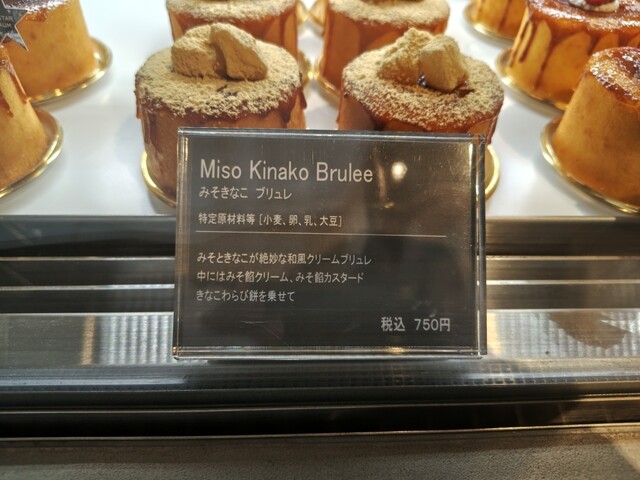 Miso Kinako Brulee
みそきなこ ブリュレ
特定原材料等 [小麦、卵、乳、大豆]
みそときなこが絶妙な和風クリームブリュレ
中にはみそ餡クリーム、みそ餡カスタード
きなこわらび餅を乗せて
税込 750円